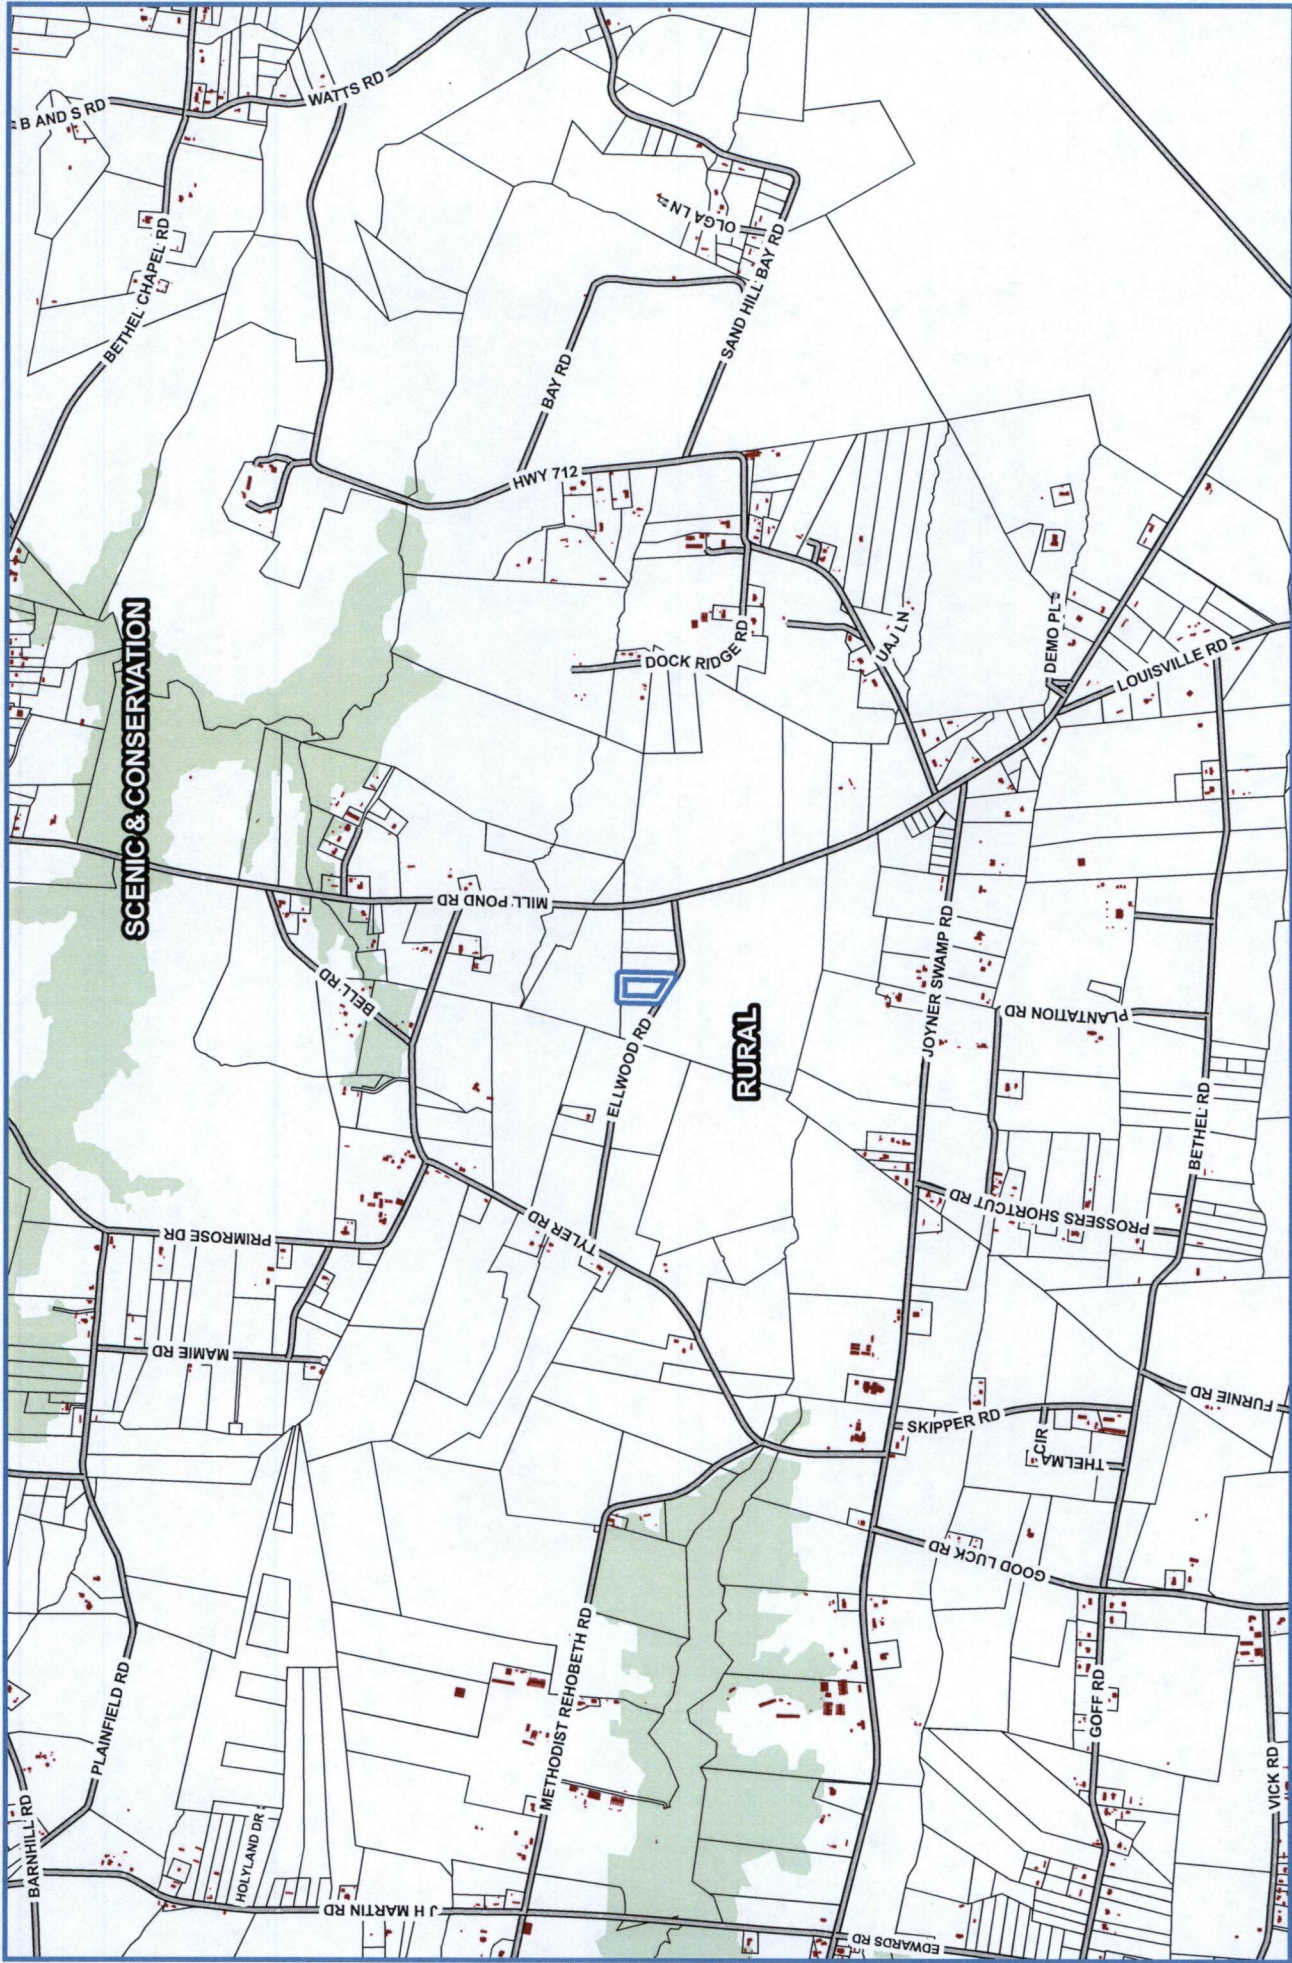 B AND S RD
WATTS RD
BETHEL CHAPEL RD
OLGA LN
SAND HILL BAY RD
BAY RD
HWY 712
SCENIC & CONSERVATION
DOCK RIDGE RD
UAJ LN
DEMO PL
LOUISVILLE RD
MILL POND RD
BELL RD
ELLWOOD RD
RURAL
JOYNER SWAMP RD
PLANTATION RD
BETHEL RD
PRIMROSE DR
TYLER RD
PROSSERS SHORTCUT RD
MAMIE RD
SKIPPER RD
THELMA CIR
FURNIE RD
GOOD LUCK RD
PLAINFIELD RD
METHODIST REHOBETH RD
GOFF RD
VICK RD
BARNHILL RD
HOLYLAND DR
J H MARTIN RD
EDWARDS RD